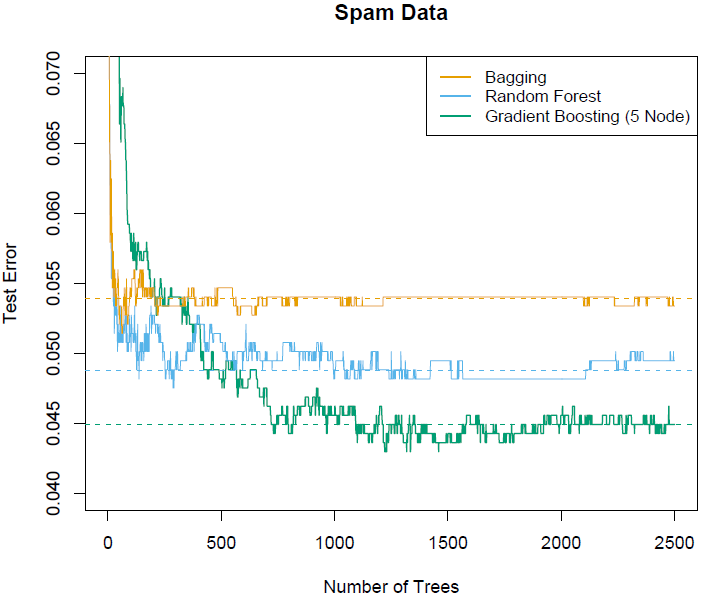 Spam Data
Bagging
Random Forest
Gradient Boosting (5 Node)
Test Error
0.070
0.065
0.060
0.055
0.050
0.045
0.040
0
500
1000
1500
2000
2500
Number of Trees